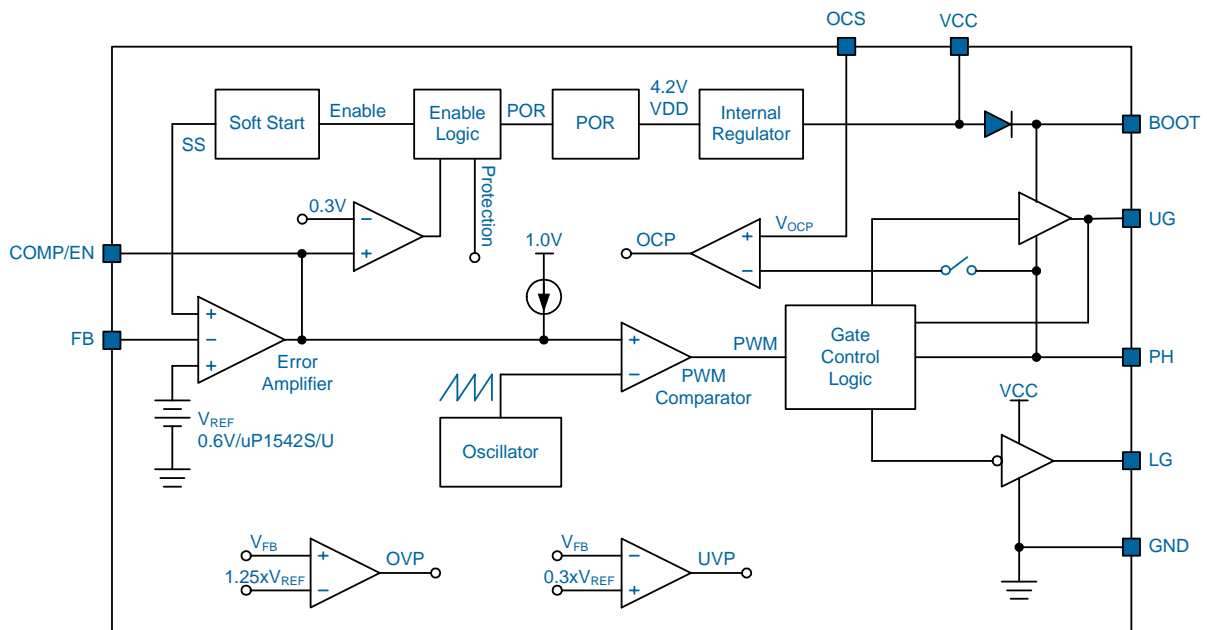 OCS
VCC
Soft Start
Enable
Enable
Logic
POR
POR
4.2V
VDD
Internal
Regulator
BOOT
SS
Protection
0.3V
−
+
COMP/EN
1.0V
OCP
VOCP
+
−
UG
FB
+
−
+
Error
Amplifier
+
−
PWM
Comparator
PWM
Gate
Control
Logic
PH
VREF
0.6V/uP1542S/U
Oscillator
VCC
LG
VFB
1.25xVREF
+
−
OVP
VFB
0.3xVREF
−
+
UVP
GND